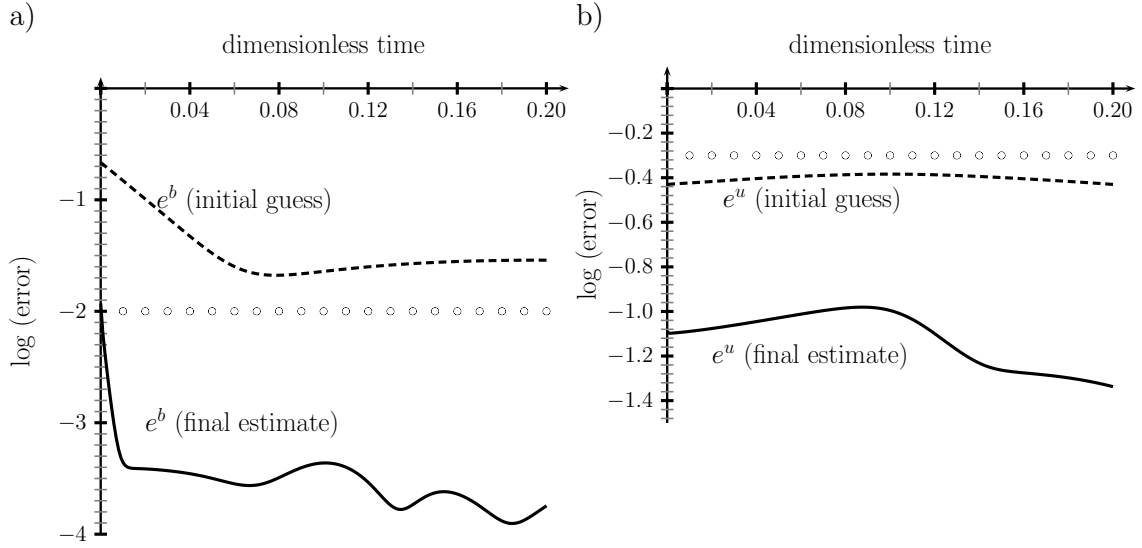 a)
dimensionless time
0.04 0.08 0.12 0.16 0.20
−1
−2
−3
−4
log (error)
e^b (initial guess)
e^b (final estimate)
b)
dimensionless time
0.04 0.08 0.12 0.16 0.20
−0.2
−0.4
−0.6
−0.8
−1.0
−1.2
−1.4
log (error)
e^u (initial guess)
e^u (final estimate)